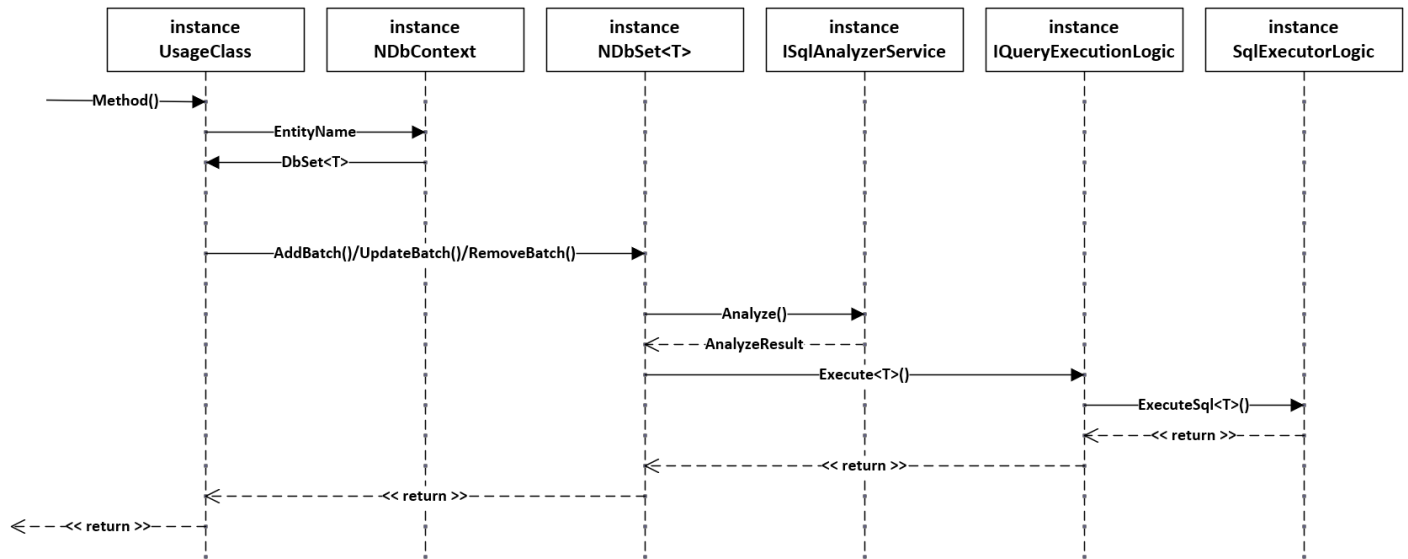 instance
UsageClass
instance
NDbContext
instance
NDbSet<T>
instance
ISqlAnalyzerService
instance
IQueryExecutionLogic
instance
SqlExecutorLogic
Method()
EntityName
DbSet<T>
AddBatch()/UpdateBatch()/RemoveBatch()
Analyze()
AnalyzeResult
Execute<T>()
ExecuteSql<T>()
<< return >>
<< return >>
<< return >>
<< return >>